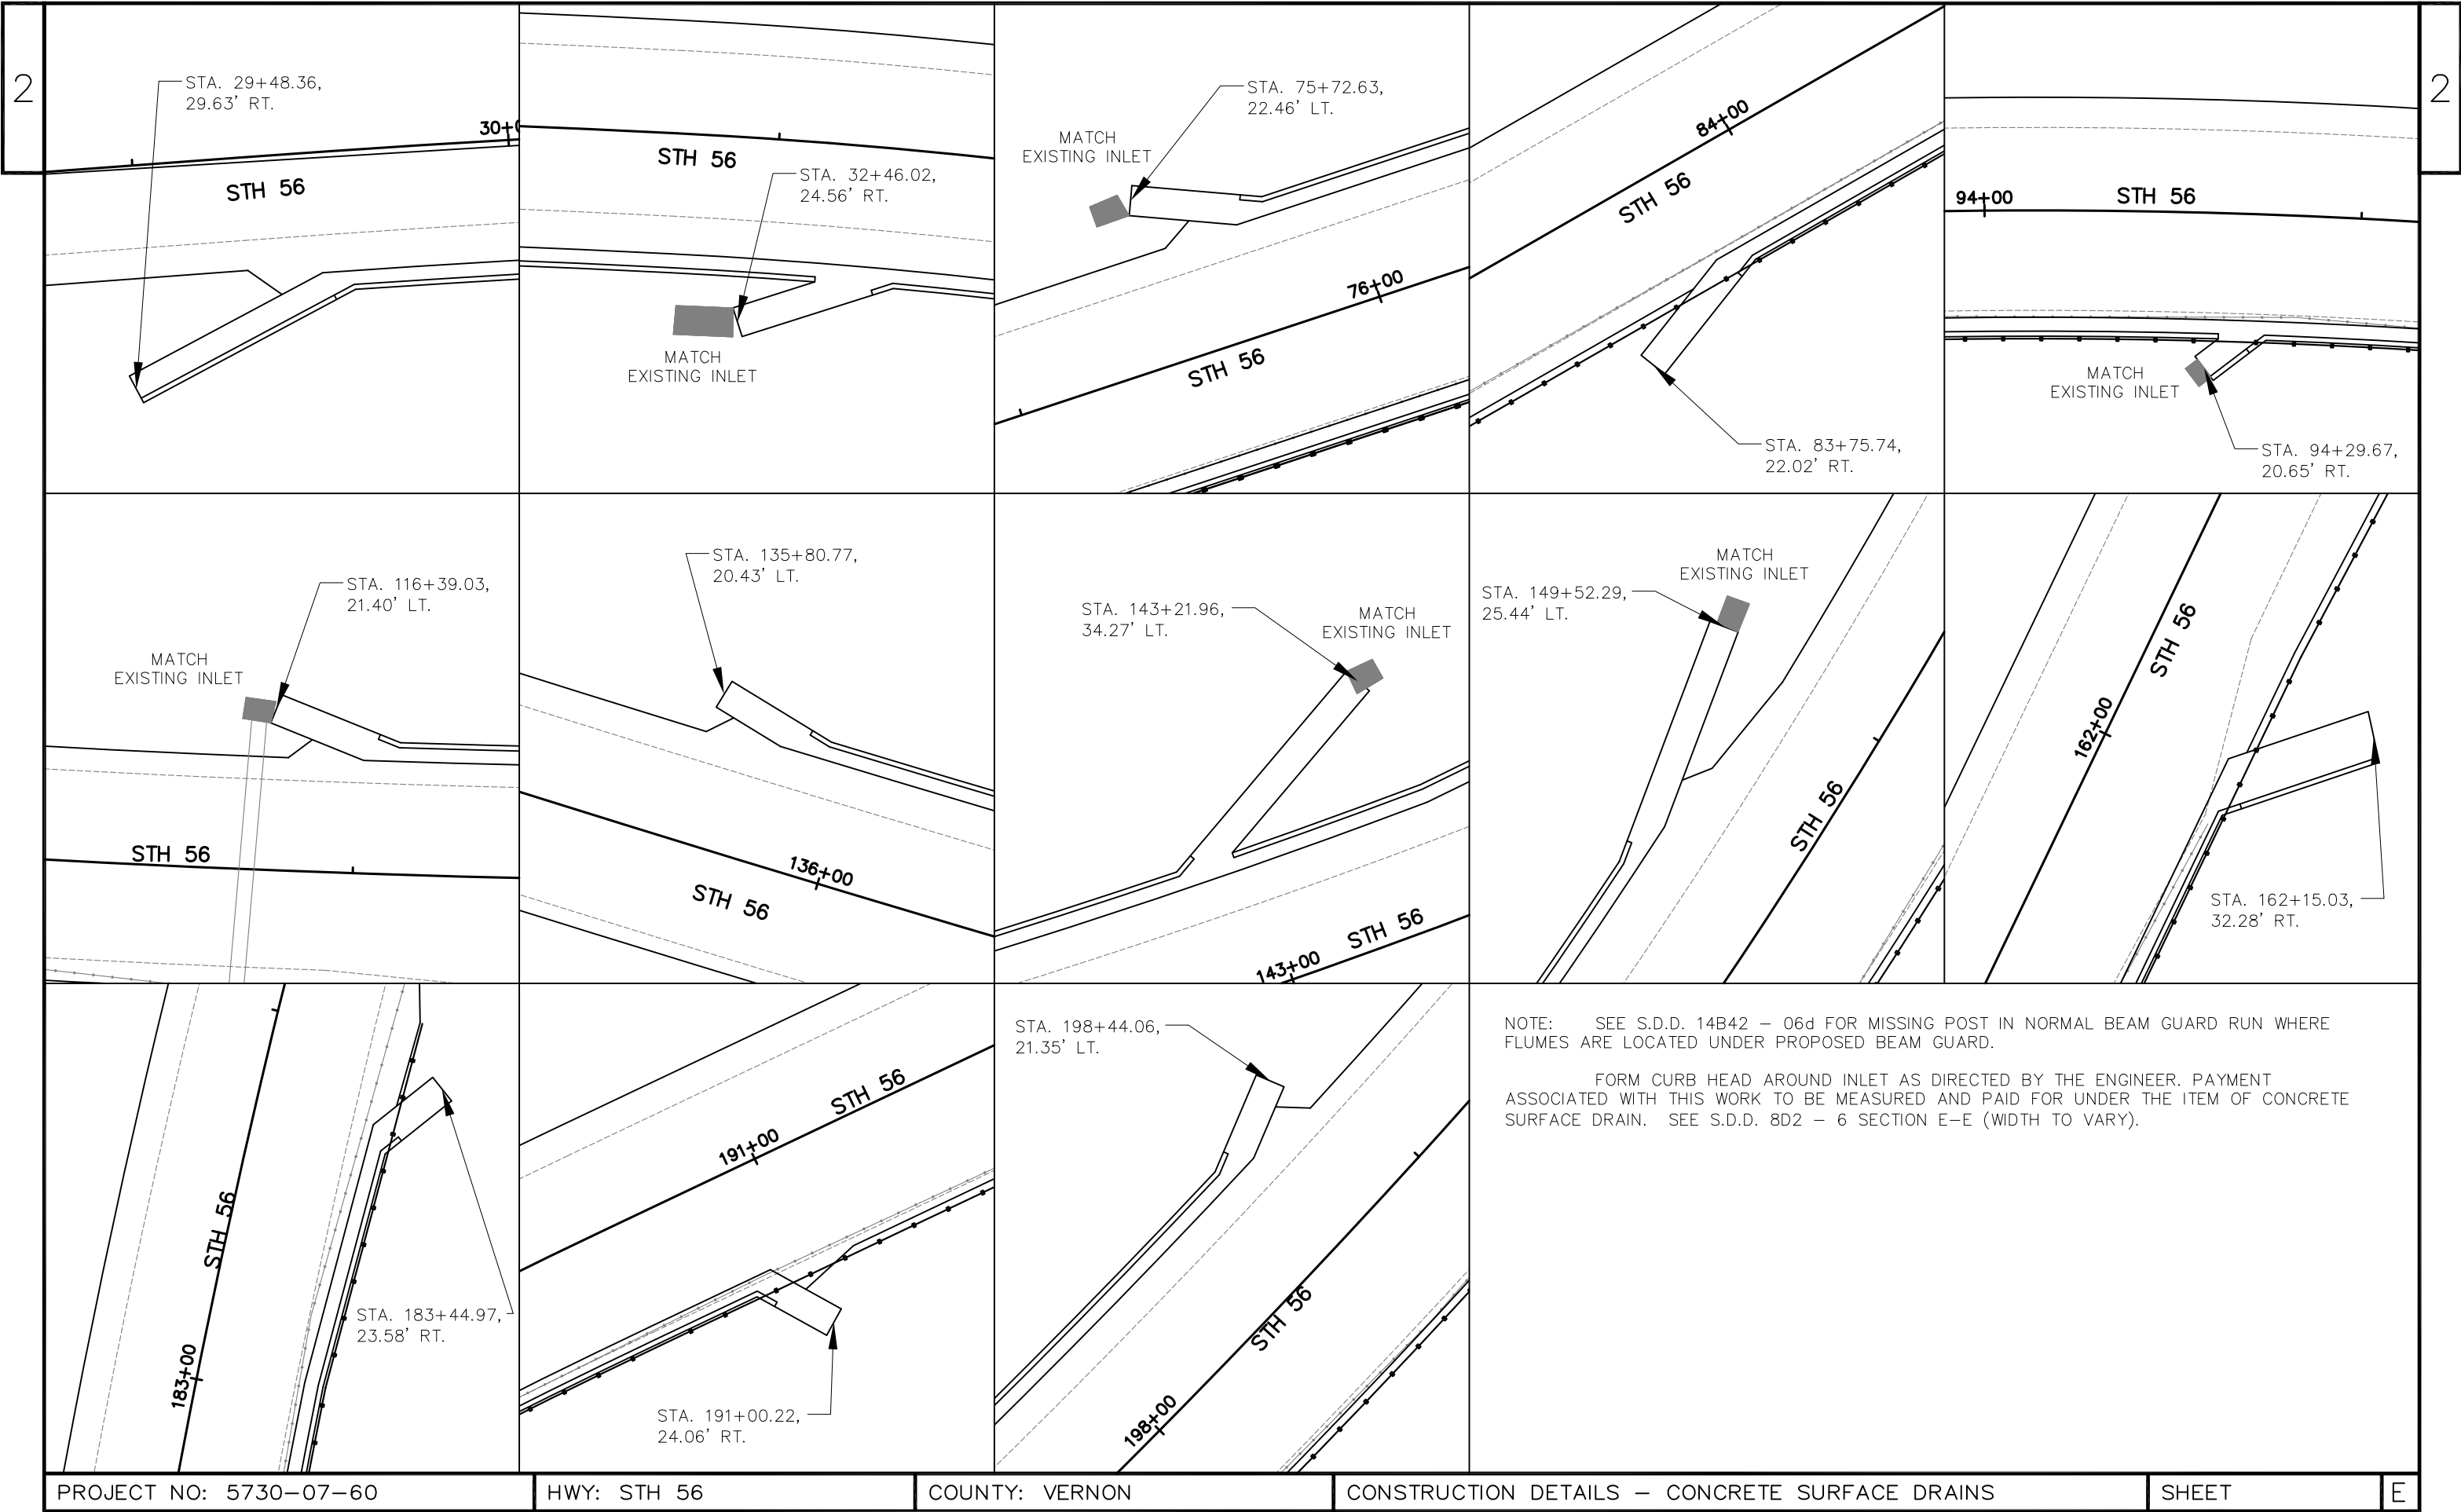 2
2
STA. 29+48.36,
29.63' RT.
STH 56
STH 56
STA. 32+46.02,
24.56' RT.
MATCH
EXISTING INLET
STA. 75+72.63,
22.46' LT.
MATCH
EXISTING INLET
76+00
STH 56
84+00
STH 56
STA. 83+75.74,
22.02' RT.
94+00
STH 56
MATCH
EXISTING INLET
STA. 94+29.67,
20.65' RT.
STA. 116+39.03,
21.40' LT.
MATCH
EXISTING INLET
STH 56
STA. 135+80.77,
20.43' LT.
136+00
STH 56
STA. 143+21.96,
34.27' LT.
MATCH
EXISTING INLET
STH 56
143+00
MATCH
EXISTING INLET
STA. 149+52.29,
25.44' LT.
STH 56
STH 56
162+00
STA. 162+15.03,
32.28' RT.
STH 56
STA. 183+44.97,
23.58' RT.
183+00
STH 56
191+00
STA. 191+00.22,
24.06' RT.
STA. 198+44.06,
21.35' LT.
STH 56
198+00
NOTE: SEE S.D.D. 14B42 – 06d FOR MISSING POST IN NORMAL BEAM GUARD RUN WHERE
FLUMES ARE LOCATED UNDER PROPOSED BEAM GUARD.
FORM CURB HEAD AROUND INLET AS DIRECTED BY THE ENGINEER. PAYMENT
ASSOCIATED WITH THIS WORK TO BE MEASURED AND PAID FOR UNDER THE ITEM OF CONCRETE
SURFACE DRAIN. SEE S.D.D. 8D2 – 6 SECTION E–E (WIDTH TO VARY).
PROJECT NO: 5730–07–60
HWY: STH 56
COUNTY: VERNON
CONSTRUCTION DETAILS – CONCRETE SURFACE DRAINS
SHEET
E